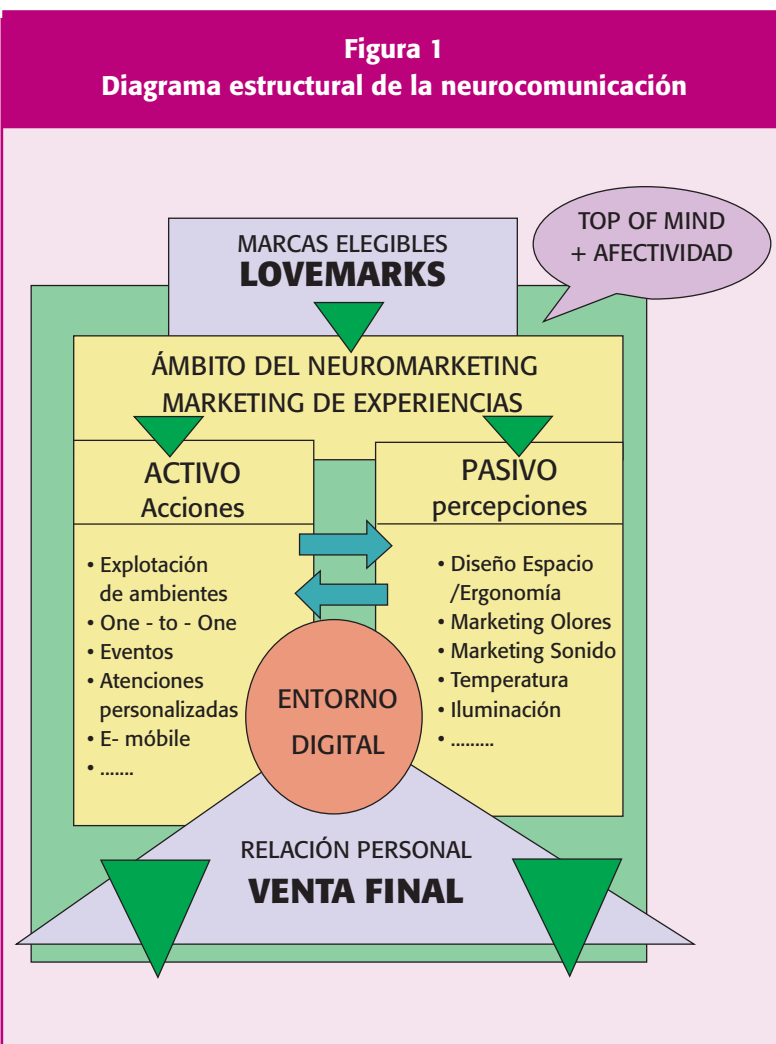 Figura 1
Diagrama estructural de la neurocomunicación
TOP OF MIND
+ AFECTIVIDAD
MARCAS ELEGIBLES
LOVEMARKS
ÁMBITO DEL NEUROMARKETING
MARKETING DE EXPERIENCIAS
ACTIVO
Acciones
• Explotación
de ambientes
• One - to - One
• Eventos
• Atenciones
personalizadas
• E- móbile
• .......
PASIVO
percepciones
• Diseño Espacio
/Ergonomía
• Marketing Olores
• Marketing Sonido
• Temperatura
• Iluminación
• .........
ENTORNO
DIGITAL
RELACIÓN PERSONAL
VENTA FINAL